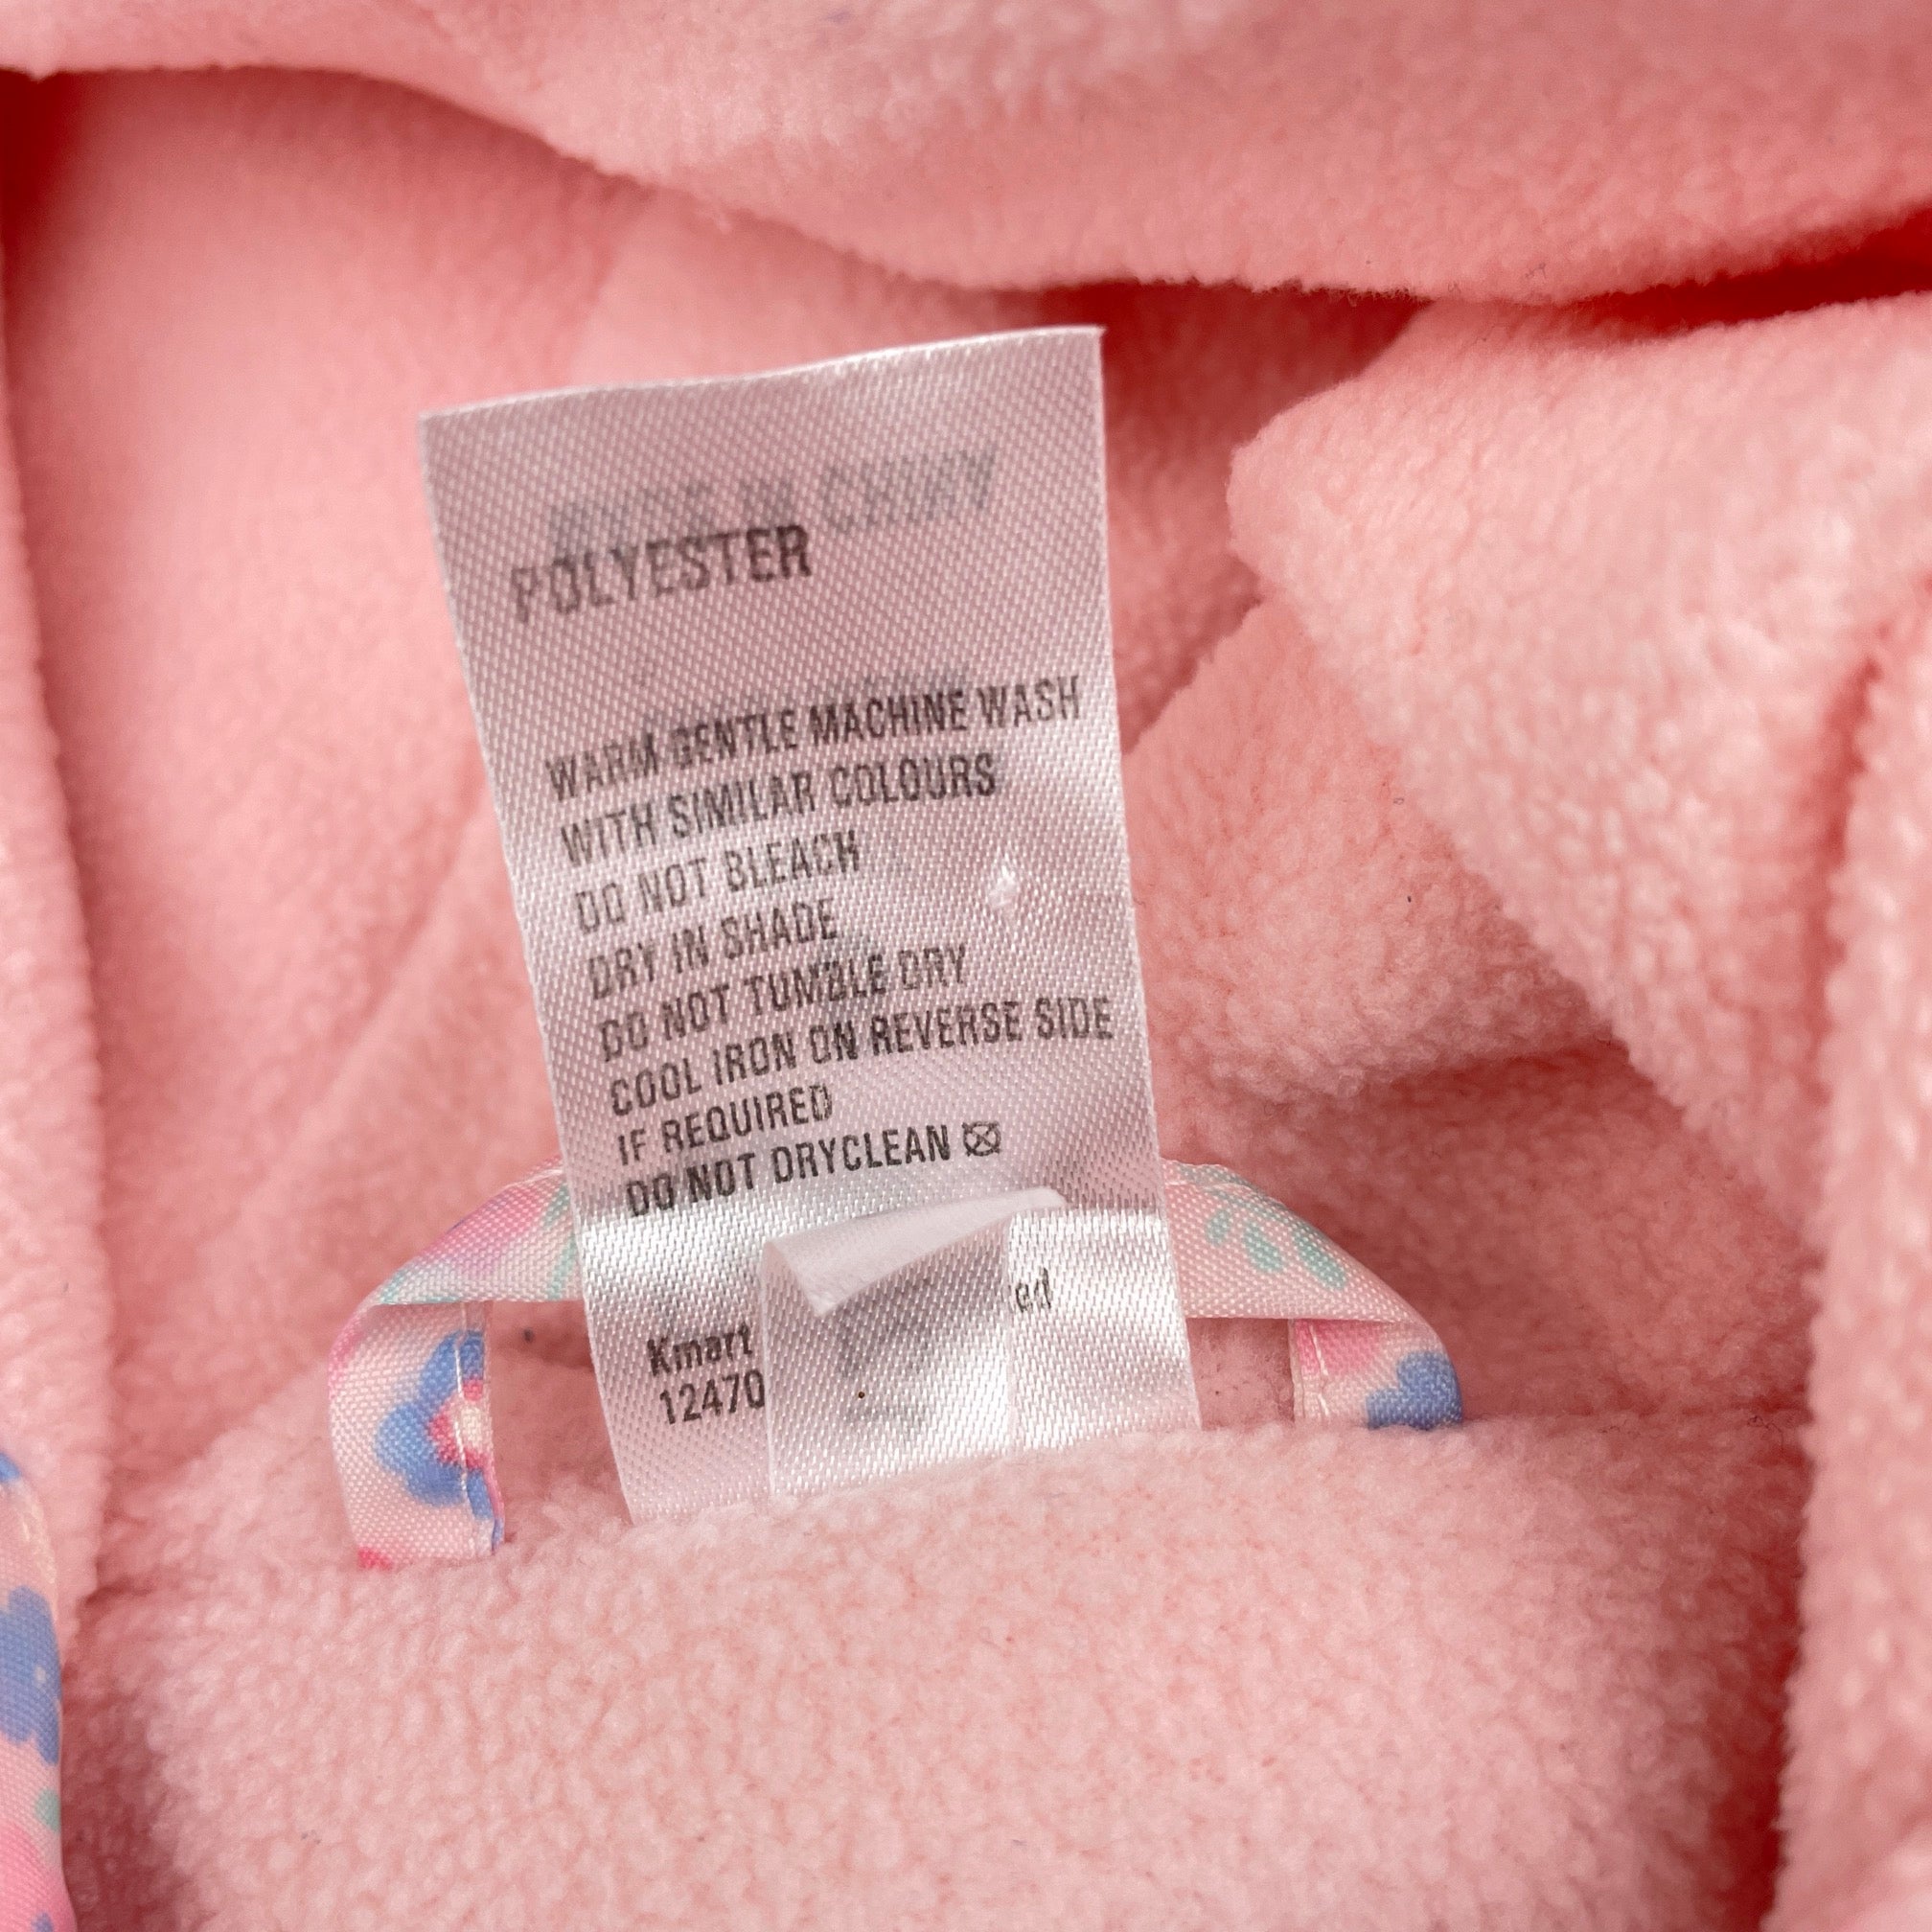 POLYESTER
WARM GENTLE MACHINE WASH
WITH SIMILAR COLOURS
DO NOT BLEACH
DRY IN SHADE
DO NOT TUMBLE DRY
COOL IRON ON REVERSE SIDE
IF REQUIRED
DO NOT DRYCLEAN
Kmart ed
12470